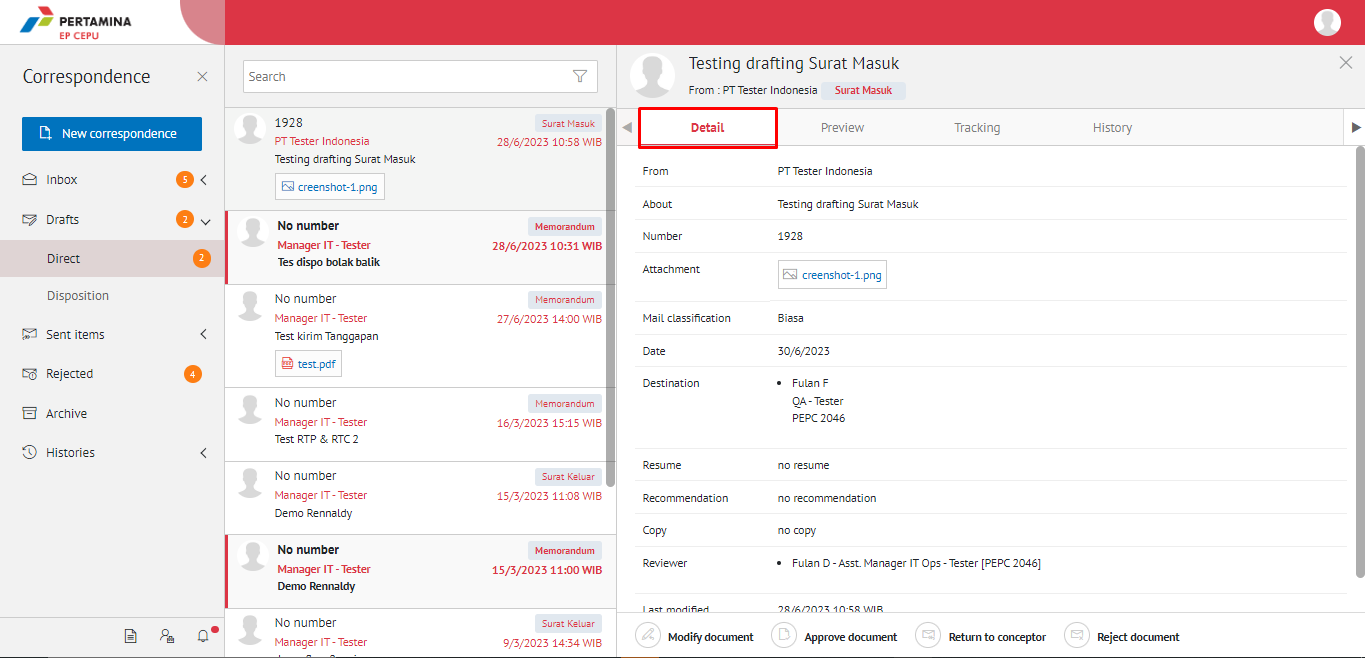 PERTAMINA
EP CEPU
Correspondence
New correspondence
Inbox 5
Drafts 2
Direct 2
Disposition
Sent items
Rejected 4
Archive
Histories
Search
1928 Surat Masuk
PT Tester Indonesia 28/6/2023 10:58 WIB
Testing drafting Surat Masuk
creenshot-1.png
No number Memorandum
Manager IT - Tester 28/6/2023 10:31 WIB
Tes dispo bolak balik
No number Memorandum
Manager IT - Tester 27/6/2023 14:00 WIB
Test kirim Tanggapan
test.pdf
No number Memorandum
Manager IT - Tester 16/3/2023 15:15 WIB
Test RTP & RTC 2
No number Surat Keluar
Manager IT - Tester 15/3/2023 11:08 WIB
Demo Rennaldy
No number Memorandum
Manager IT - Tester 15/3/2023 11:00 WIB
Demo Rennaldy
No number Surat Keluar
Manager IT - Tester 9/3/2023 14:34 WIB
Testing drafting Surat Masuk
From : PT Tester Indonesia Surat Masuk
Detail Preview Tracking History
From PT Tester Indonesia
About Testing drafting Surat Masuk
Number 1928
Attachment creenshot-1.png
Mail classification Biasa
Date 30/6/2023
Destination • Fulan F
QA - Tester
PEPC 2046
Resume no resume
Recommendation no recommendation
Copy no copy
Reviewer • Fulan D - Asst. Manager IT Ops - Tester [PEPC 2046]
Last modified 28/6/2023 10:58 WIB
Modify document Approve document Return to conceptor Reject document